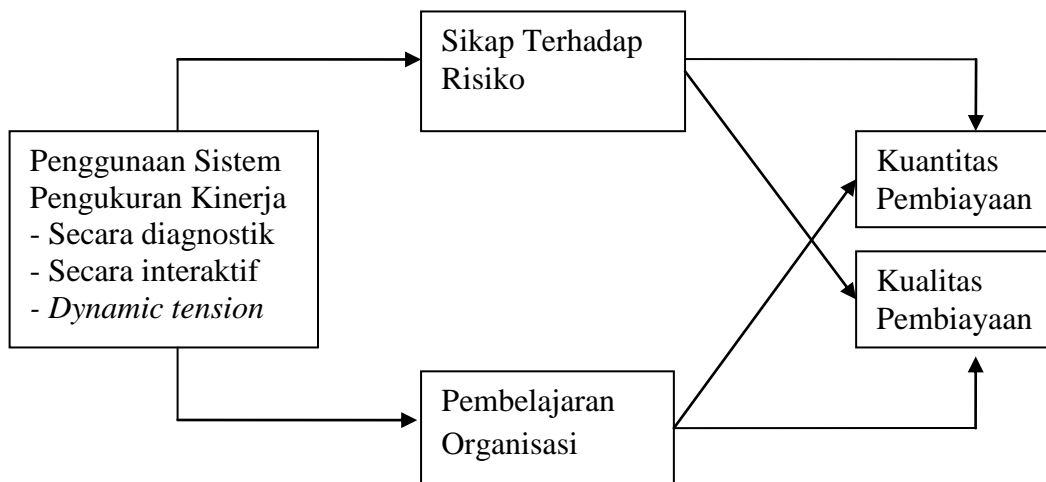 Sikap Terhadap
Risiko
Penggunaan Sistem
Pengukuran Kinerja
- Secara diagnostik
- Secara interaktif
- Dynamic tension
Kuantitas
Pembiayaan
Kualitas
Pembiayaan
Pembelajaran
Organisasi